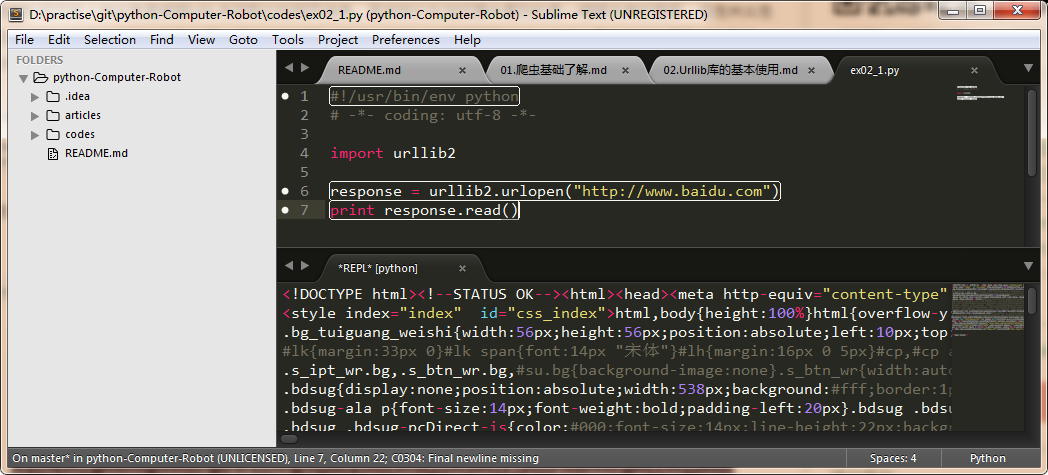 D:\practise\git\python-Computer-Robot\codes\ex02_1.py (python-Computer-Robot) - Sublime Text (UNREGISTERED)
File Edit Selection Find View Goto Tools Project Preferences Help
FOLDERS
python-Computer-Robot
.idea
articles
codes
README.md
README.md × 01.爬虫基础了解.md × 02.Urllib库的基本使用.md × ex02_1.py ×
1 #!/usr/bin/env python
2 # -*- coding: utf-8 -*-
3
4 import urllib2
5
6 response = urllib2.urlopen("http://www.baidu.com")
7 print response.read()
*REPL* [python] ×
<!DOCTYPE html><!--STATUS OK--><html><head><meta http-equiv="content-type"
<style index="index"  id="css_index">html,body{height:100%}html{overflow-y
.bg_tuiguang_weishi{width:56px;height:56px;position:absolute;left:10px;top
#lk{margin:33px 0}#lk span{font:14px "宋体"}#lh{margin:16px 0 5px}#cp,#cp a
.s_ipt_wr.bg,.s_btn_wr.bg,#su.bg{background-image:none}.s_btn_wr{width:auto
.bdsug{display:none;position:absolute;width:538px;background:#fff;border:1p
.bdsug-ala p{font-size:14px;font-weight:bold;padding-left:20px}.bdsug .bdsu
.bdsug .bdsug-pcDirect-is{color:#000;font-size:14px;line-height:22px;backg
On master* in python-Computer-Robot (UNLICENSED), Line 7, Column 22; C0304: Final newline missing
Spaces: 4
Python